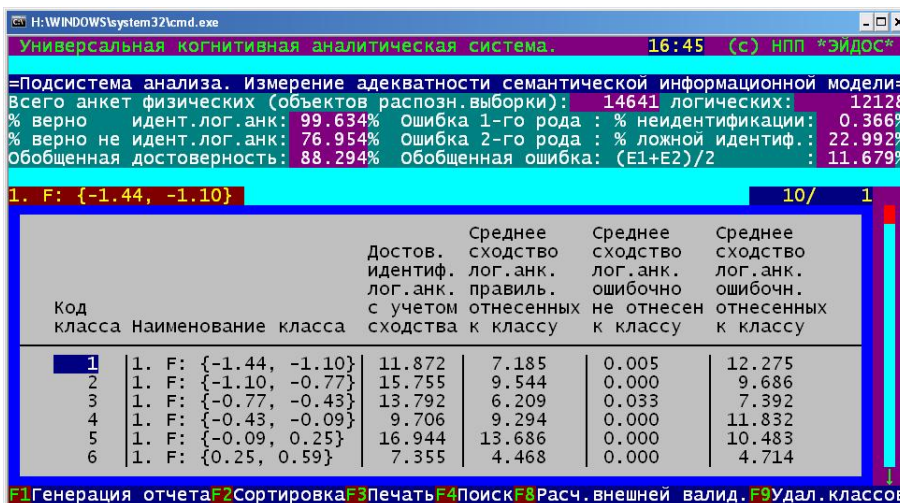 H:\WINDOWS\system32\cmd.exe
Универсальная когнитивная аналитическая система. 16:45 (с) НПП *ЭЙДОС*
=Подсистема анализа. Измерение адекватности семантической информационной модели=
Всего анкет физических (объектов распозн.выборки): 14641 логических: 12128
% верно идент.лог.анк: 99.634% Ошибка 1-го рода : % неидентификации: 0.366%
% верно не идент.лог.анк: 76.954% Ошибка 2-го рода : % ложной идентиф.: 22.992%
Обобщенная достоверность: 88.294% Обобщенная ошибка: (E1+E2)/2 : 11.679%
1. F: {-1.44, -1.10} 10/ 1
Среднее Среднее Среднее
Достов. сходство сходство сходство
идентиф. лог.анк. лог.анк. лог.анк.
лог.анк. правиль. ошибочно ошибочн.
Код с учетом отнесенных не отнесен отнесенных
класса Наименование класса сходства к классу к классу к классу
1 1. F: {-1.44, -1.10} 11.872 7.185 0.005 12.275
2 1. F: {-1.10, -0.77} 15.755 9.544 0.000 9.686
3 1. F: {-0.77, -0.43} 13.792 6.209 0.033 7.392
4 1. F: {-0.43, -0.09} 9.706 9.294 0.000 11.832
5 1. F: {-0.09, 0.25} 16.944 13.686 0.000 10.483
6 1. F: {0.25, 0.59} 7.355 4.468 0.000 4.714
F1Генерация отчетаF2СортировкаF3ПечатьF4ПоискF8Расч.внешней валид.F9Удал.классов